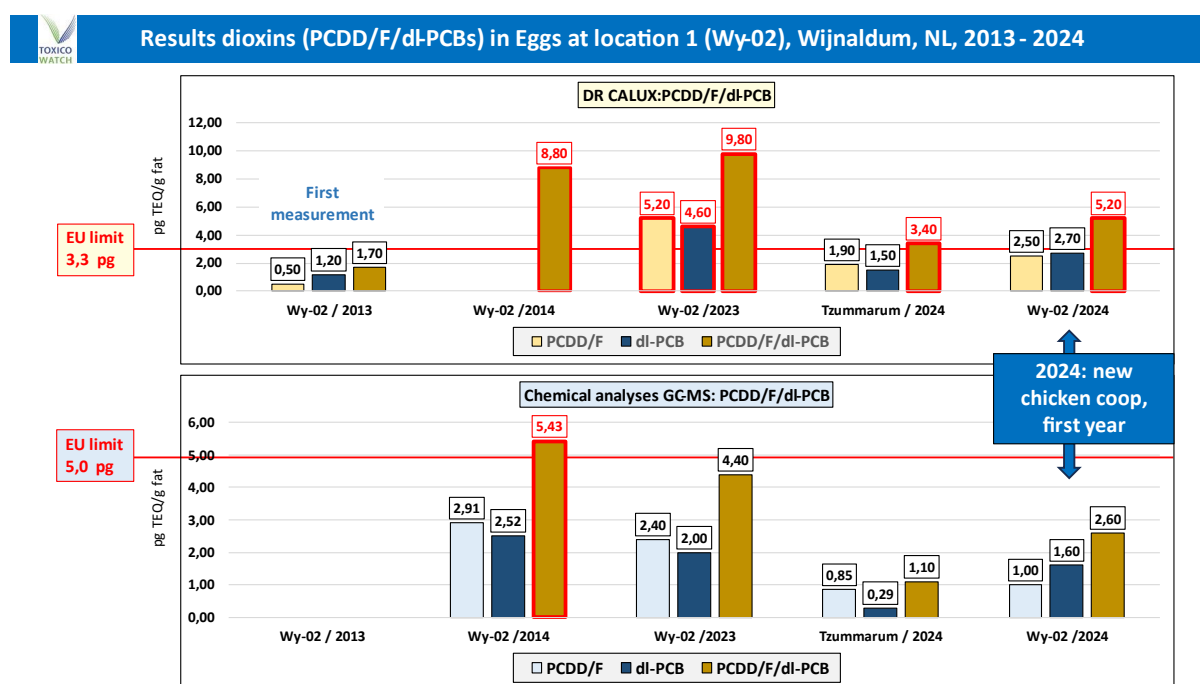 TOXICO
WATCH
Results dioxins (PCDD/F/dl-PCBs) in Eggs at location 1 (Wy-02), Wijnaldum, NL, 2013 - 2024
DR CALUX:PCDD/F/dl-PCB
pg TEQ/g fat
12,00
10,00
8,00
6,00
4,00
2,00
0,00
First
measurement
EU limit
3,3 pg
0,50 1,20 1,70
8,80
5,20 4,60 9,80
1,90 1,50 3,40
2,50 2,70 5,20
Wy-02 / 2013 Wy-02 /2014 Wy-02 /2023 Tzummarum / 2024 Wy-02 /2024
PCDD/F dl-PCB PCDD/F/dl-PCB
2024: new
chicken coop,
first year
Chemical analyses GC-MS: PCDD/F/dl-PCB
pg TEQ/g fat
6,00
5,00
4,00
3,00
2,00
1,00
0,00
EU limit
5,0 pg
2,91 2,52 5,43
2,40 2,00 4,40
0,85 0,29 1,10
1,00 1,60 2,60
Wy-02 / 2013 Wy-02 /2014 Wy-02 /2023 Tzummarum / 2024 Wy-02 /2024
PCDD/F dl-PCB PCDD/F/dl-PCB